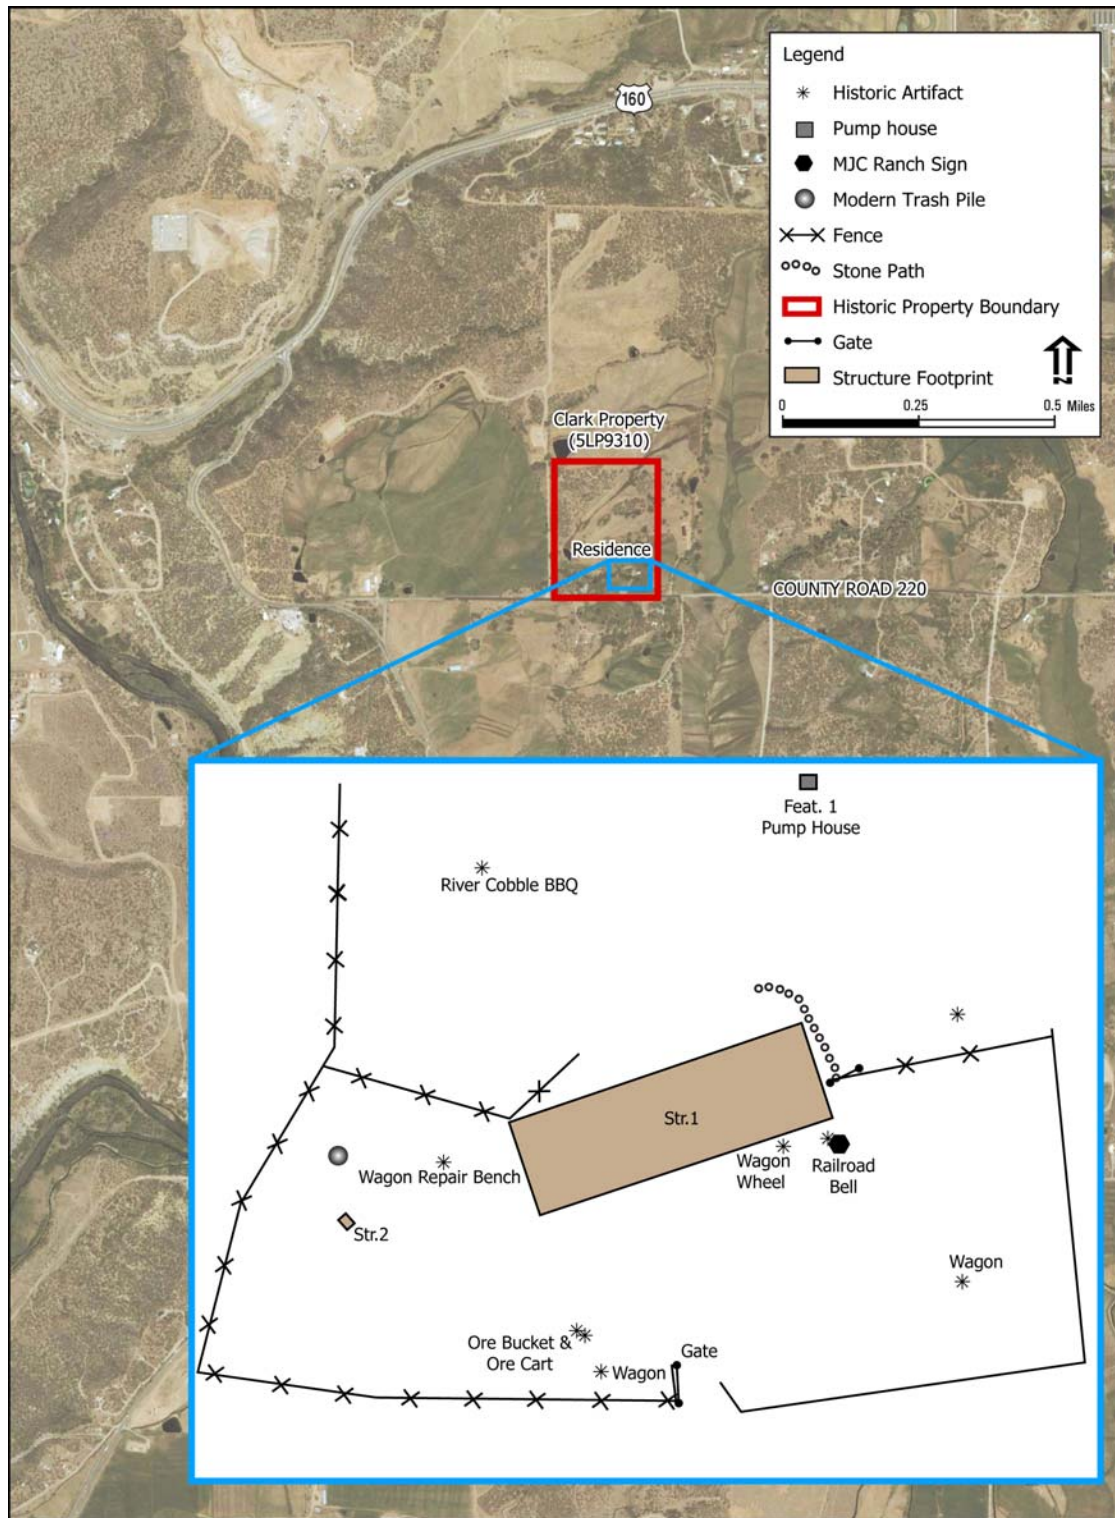 160
Legend
Historic Artifact
Pump house
MJC Ranch Sign
Modern Trash Pile
Fence
Stone Path
Historic Property Boundary
Gate
Structure Footprint
N
0 0.25 0.5 Miles
Clark Property
(5LP9310)
Residence
COUNTY ROAD 220
Feat. 1
Pump House
River Cobble BBQ
Str.1
Wagon Repair Bench
Wagon
Wheel
Railroad
Bell
Str.2
Wagon
Ore Bucket &
Ore Cart
Wagon
Gate